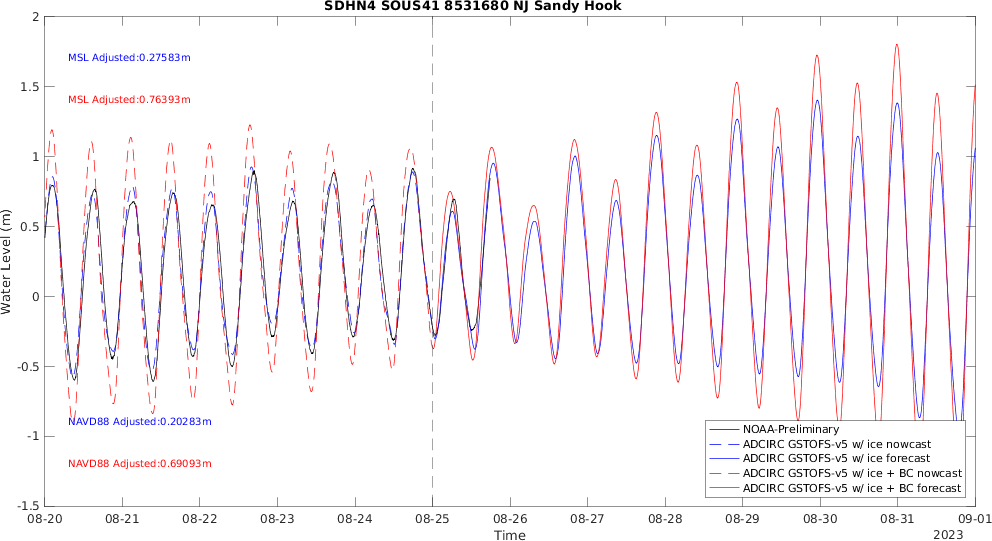 SDHN4 SOUS41 8531680 NJ Sandy Hook
MSL Adjusted:0.27583m
MSL Adjusted:0.76393m
NAVD88 Adjusted:0.20283m
NAVD88 Adjusted:0.69093m
Water Level (m)
2
1.5
1
0.5
0
-0.5
-1
-1.5
NOAA-Preliminary
ADCIRC GSTOFS-v5 w/ ice nowcast
ADCIRC GSTOFS-v5 w/ ice forecast
ADCIRC GSTOFS-v5 w/ ice + BC nowcast
ADCIRC GSTOFS-v5 w/ ice + BC forecast
08-20 08-21 08-22 08-23 08-24 08-25 08-26 08-27 08-28 08-29 08-30 08-31 09-01
Time
2023